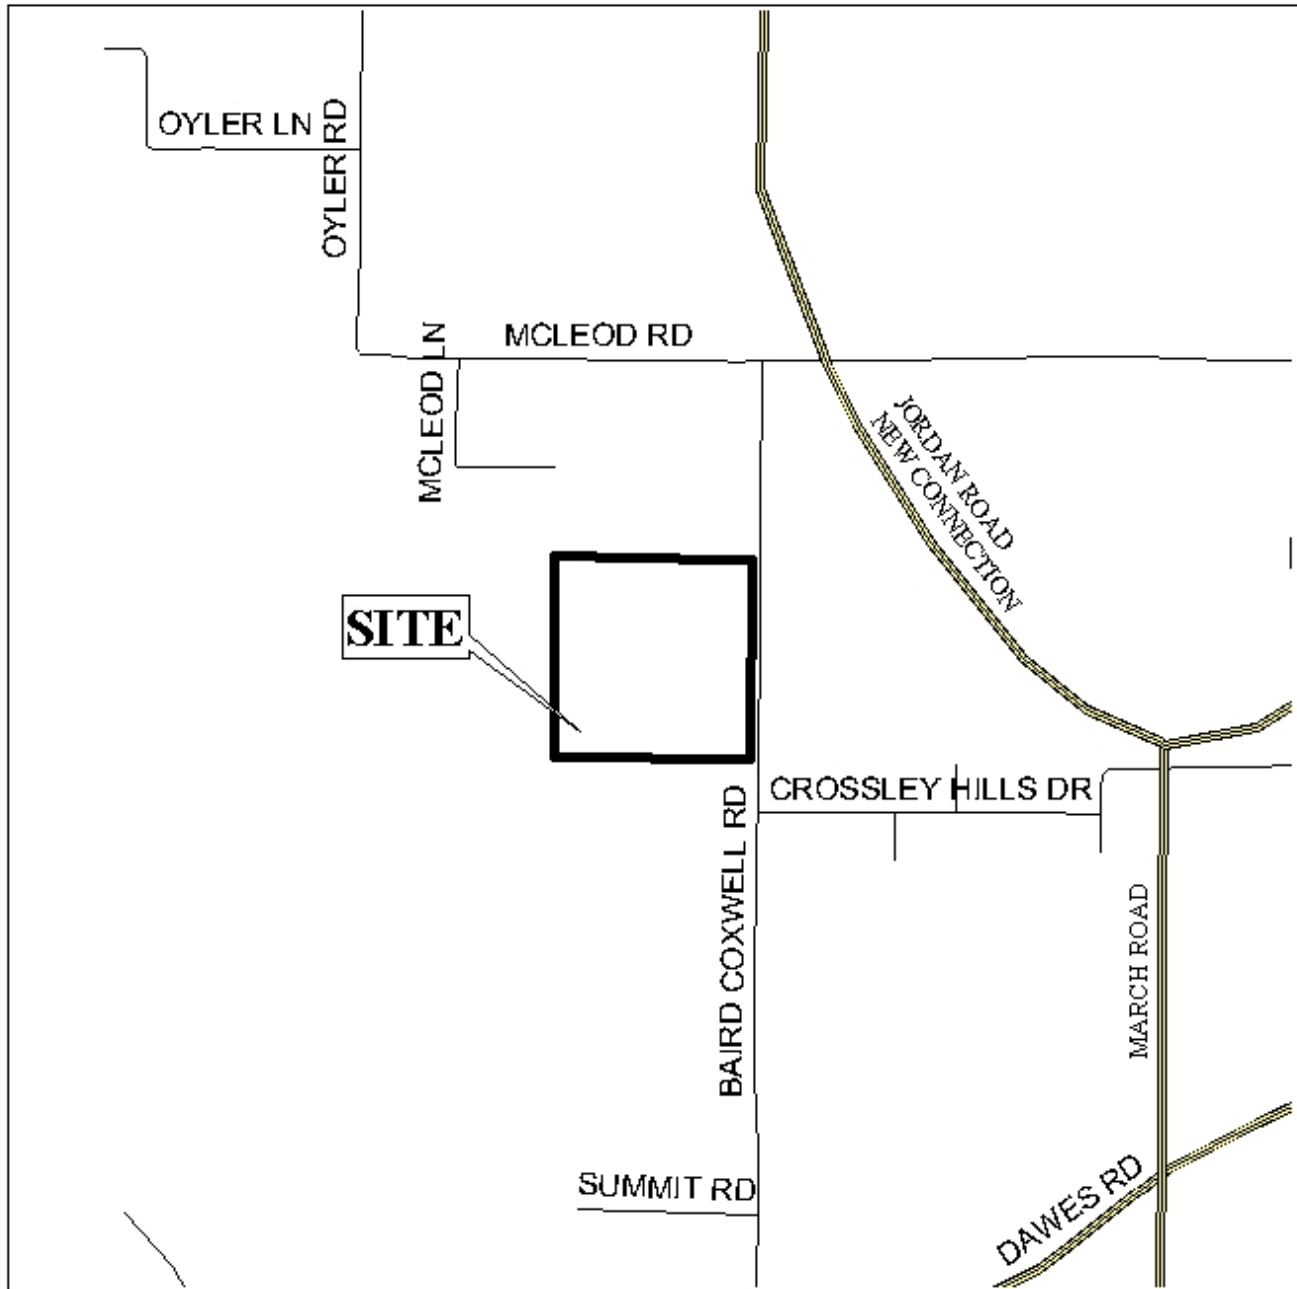 OYLER LN
OYLER RD
MCLEOD RD
MCLEOD LN
JORDAN ROAD
NEW CONNECTION
SITE
CROSSLEY HILLS DR
BAIRD COXWELL RD
MARCH ROAD
SUMMIT RD
DAWES RD